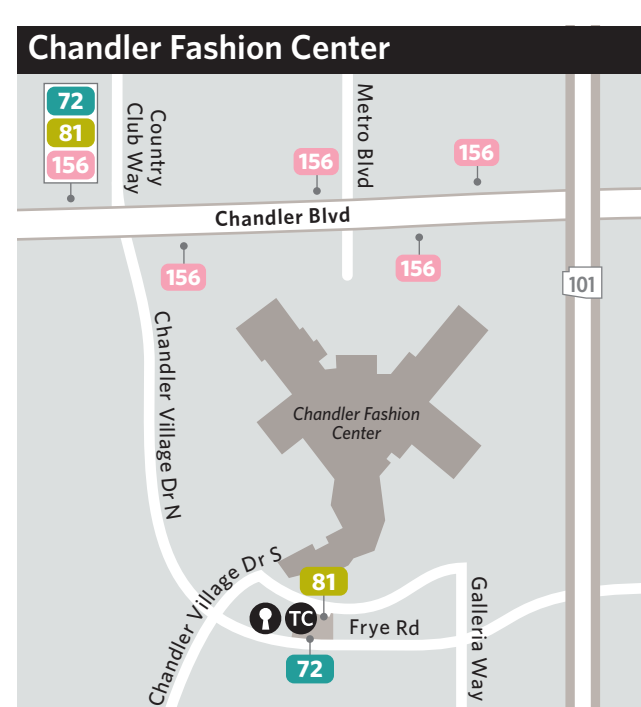 Chandler Fashion Center
72
81
156
Country
Club Way
Metro Blvd
156
156
Chandler Blvd
156
156
101
Chandler Village Dr N
Chandler Fashion
Center
Chandler Village Dr S
81
TC
Frye Rd
72
Galleria Way